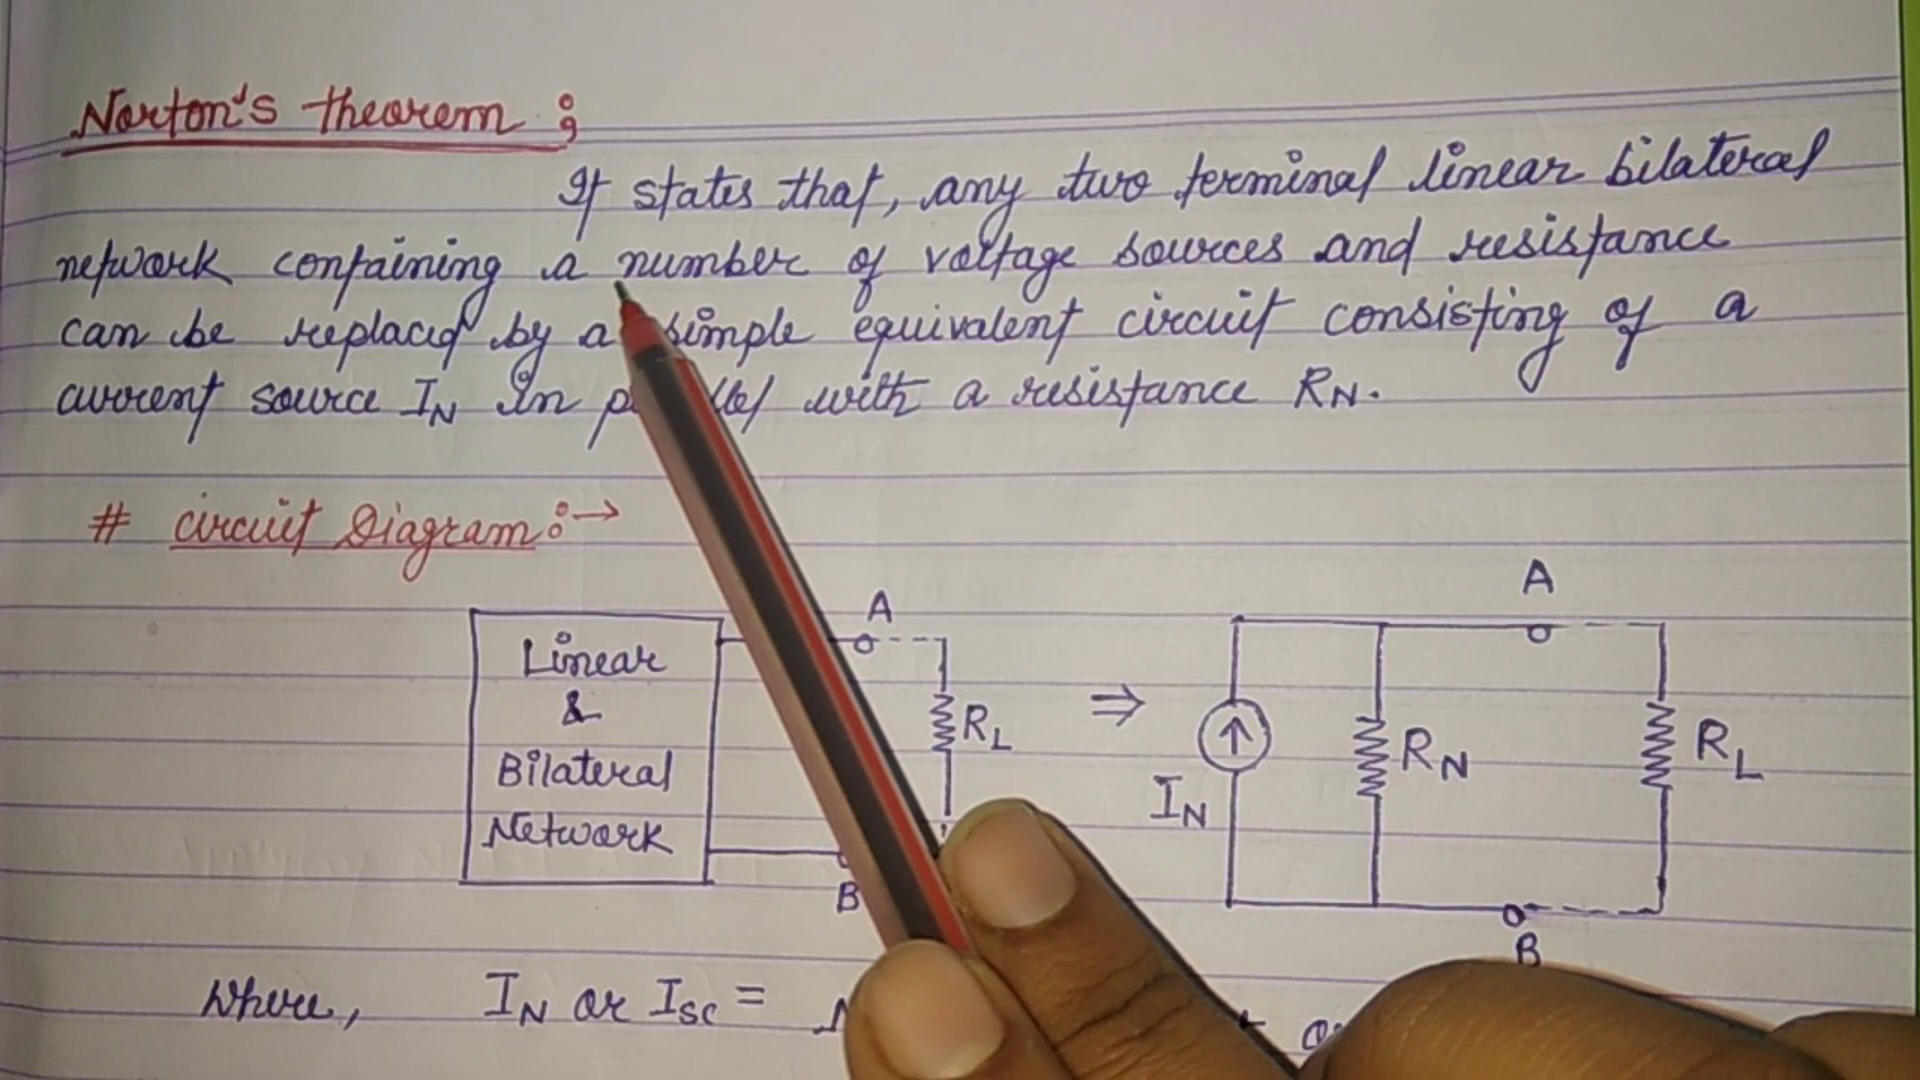 Norton's theorem :
It states that, any two terminal linear bilateral
network containing a number of voltage sources and resistance
can be replaced by a simple equivalent circuit consisting of a
current source IN in with a resistance RN.
# circuit Diagram :→
A
A
Linear
&
Bilateral
Network
RL
⇒
IN
RN
RL
B
B
where, IN or Isc =